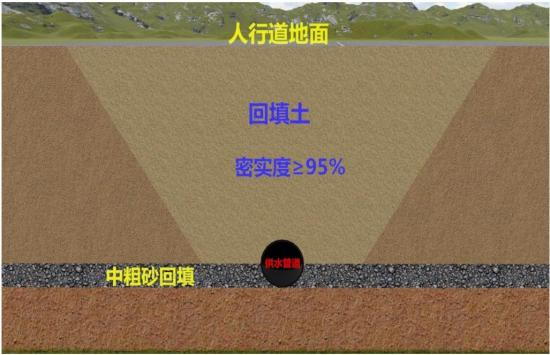 人行道地面
回填土
密实度≥95%
供水管道
中粗砂回填